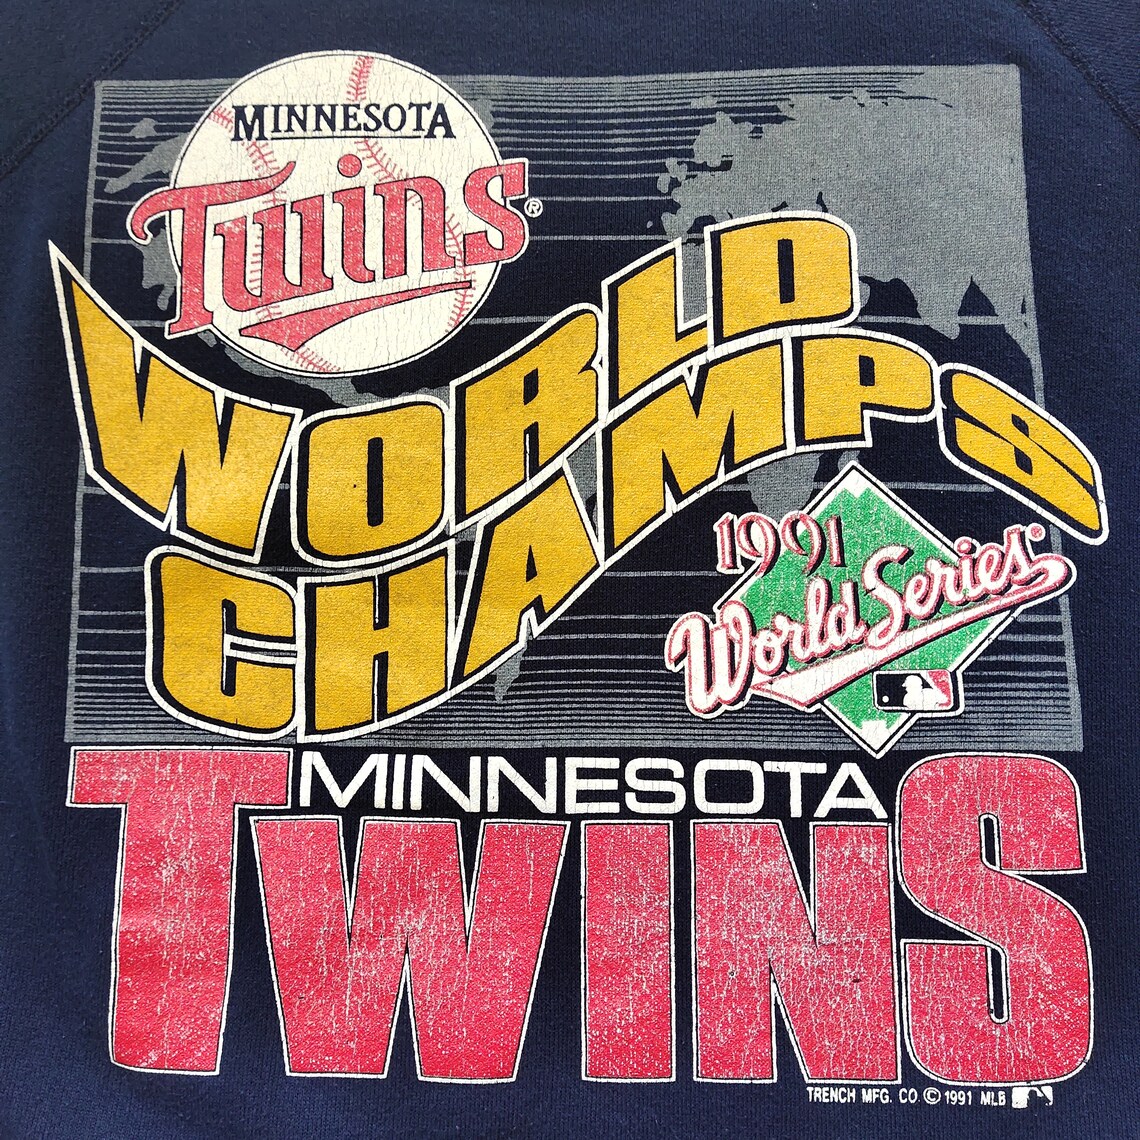 MINNESOTA
Twins®
WORLD
CHAMPS
1991
World Series
MINNESOTA
TWINS
TRENCH MFG. CO. © 1991 MLB